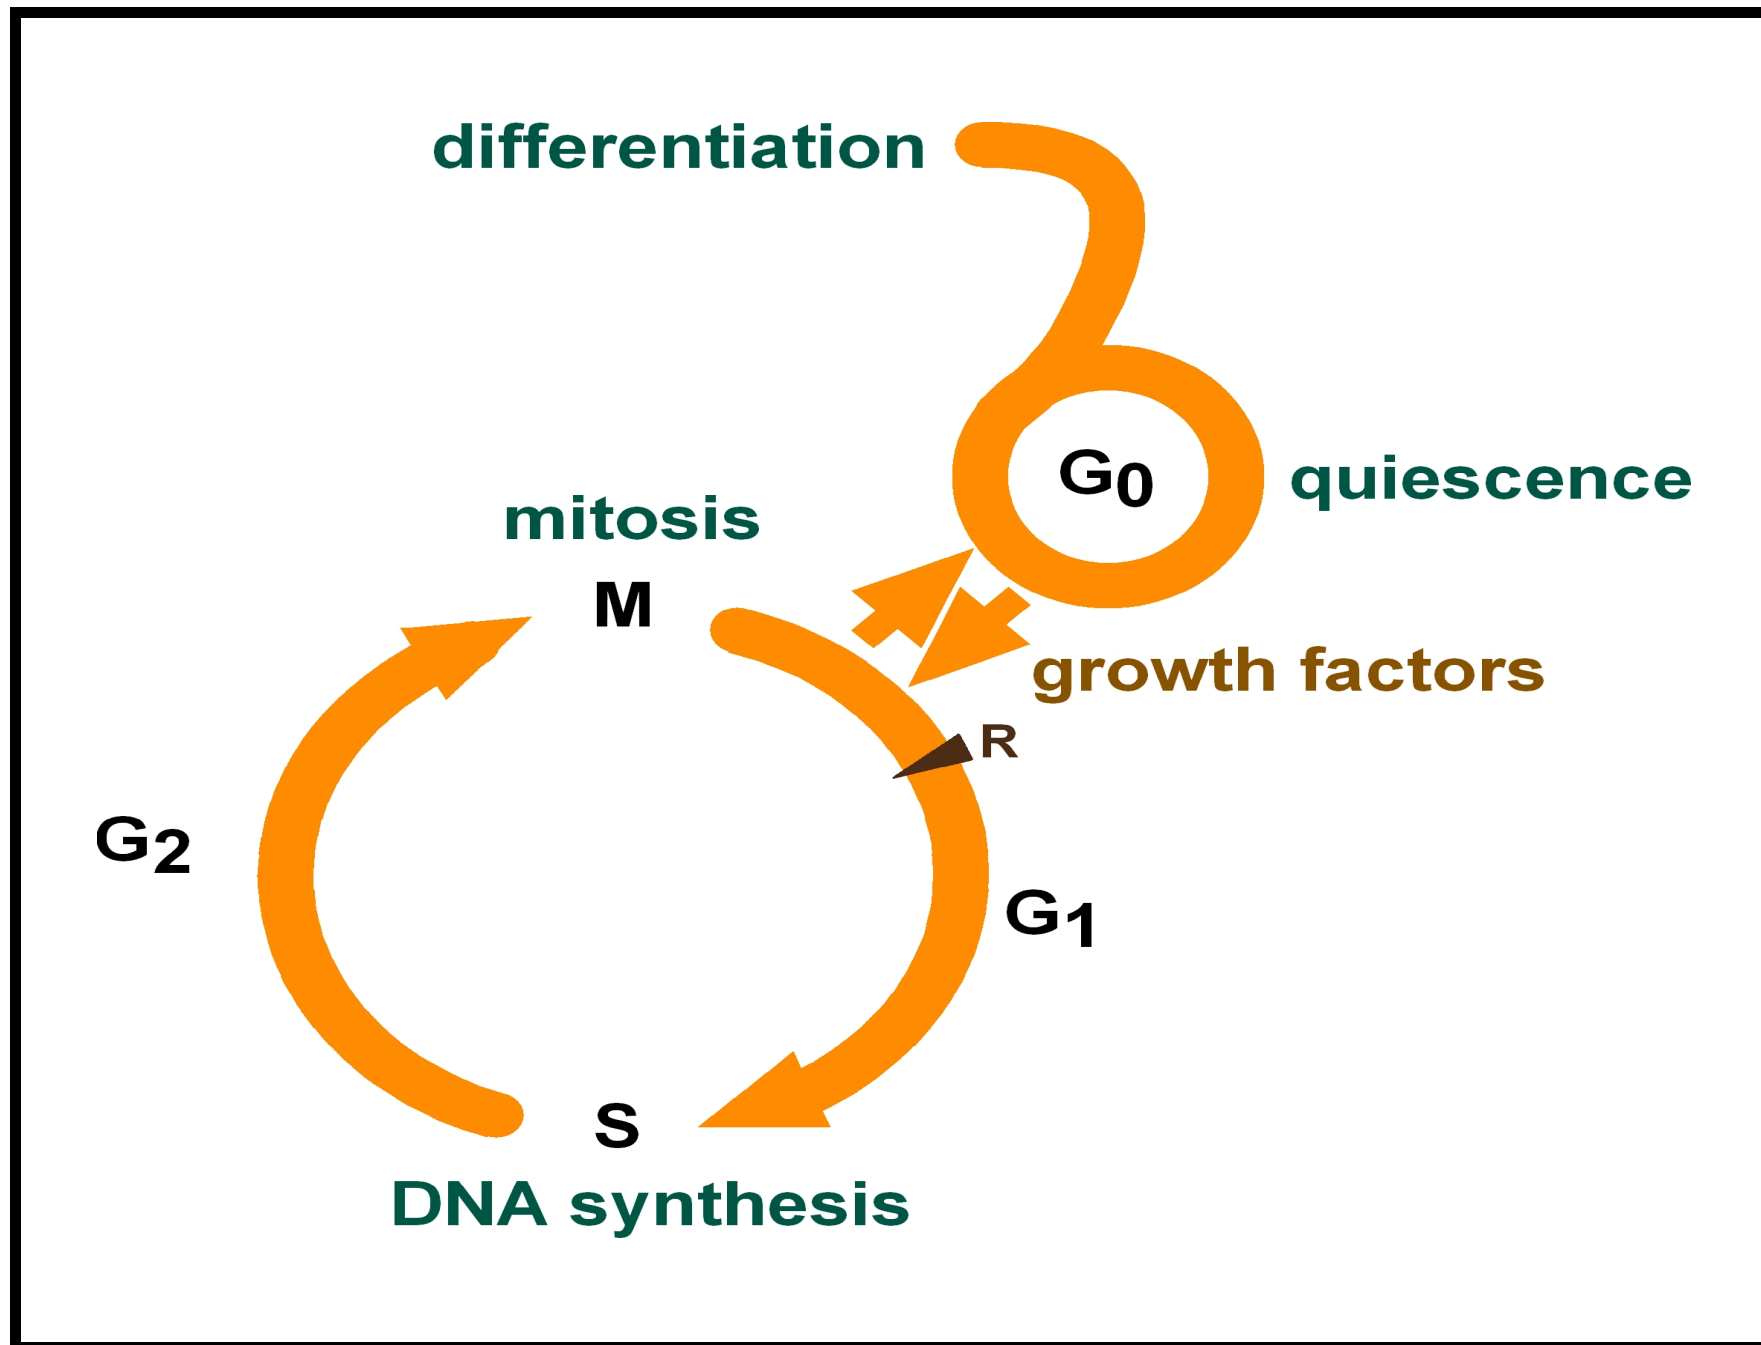 differentiation
G0
quiescence
mitosis
M
growth factors
R
G2
G1
S
DNA synthesis